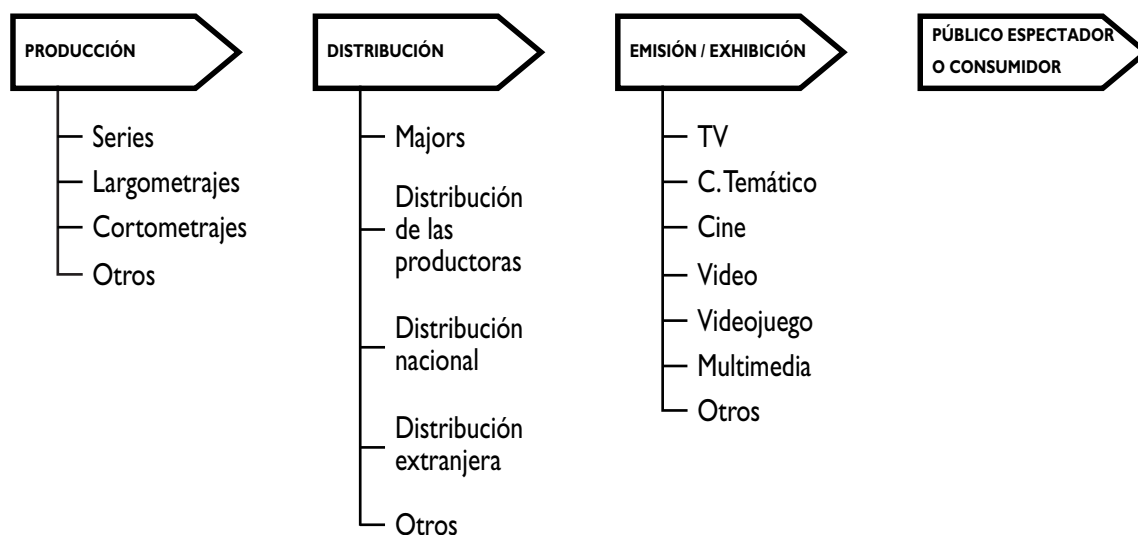 PRODUCCIÓN
Series
Largometrajes
Cortometrajes
Otros
DISTRIBUCIÓN
Majors
Distribución
de las
productoras
Distribución
nacional
Distribución
extranjera
Otros
EMISIÓN / EXHIBICIÓN
TV
C.Temático
Cine
Video
Videojuego
Multimedia
Otros
PÚBLICO ESPECTADOR
O CONSUMIDOR